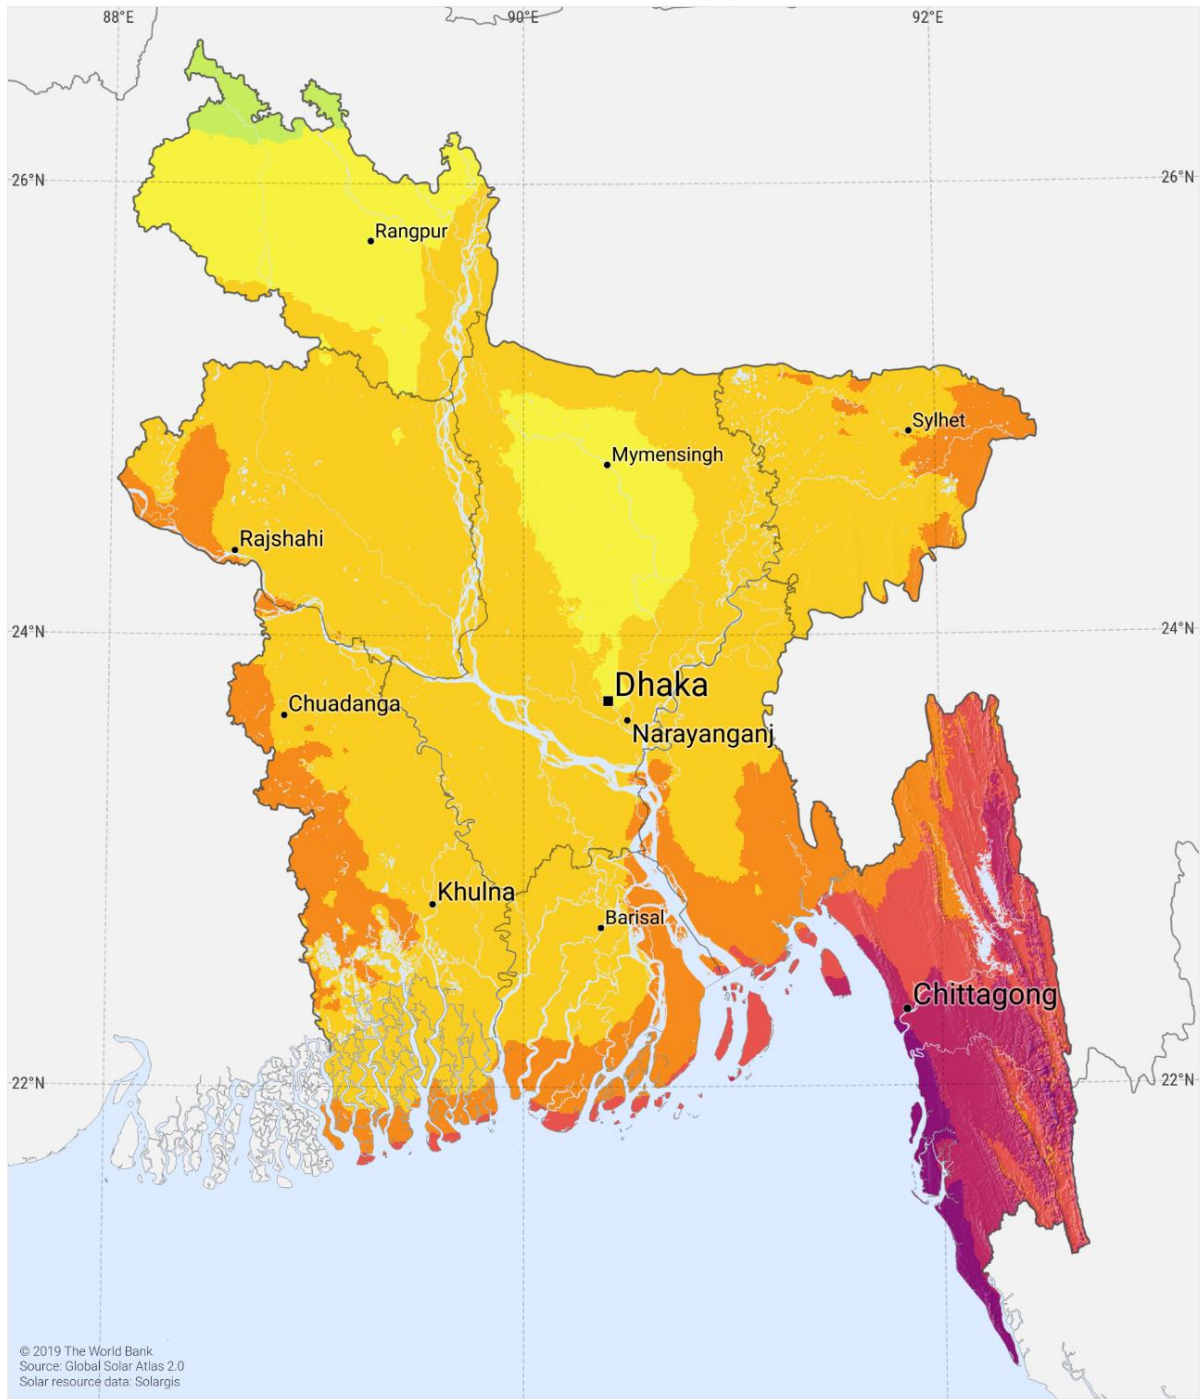 88°E 90°E 92°E
26°N 26°N
Rangpur
Sylhet
Mymensingh
Rajshahi
24°N 24°N
Dhaka
Chuadanga
Narayanganj
Khulna
Barisal
Chittagong
22°N 22°N
© 2019 The World Bank
Source: Global Solar Atlas 2.0
Solar resource data: Solargis